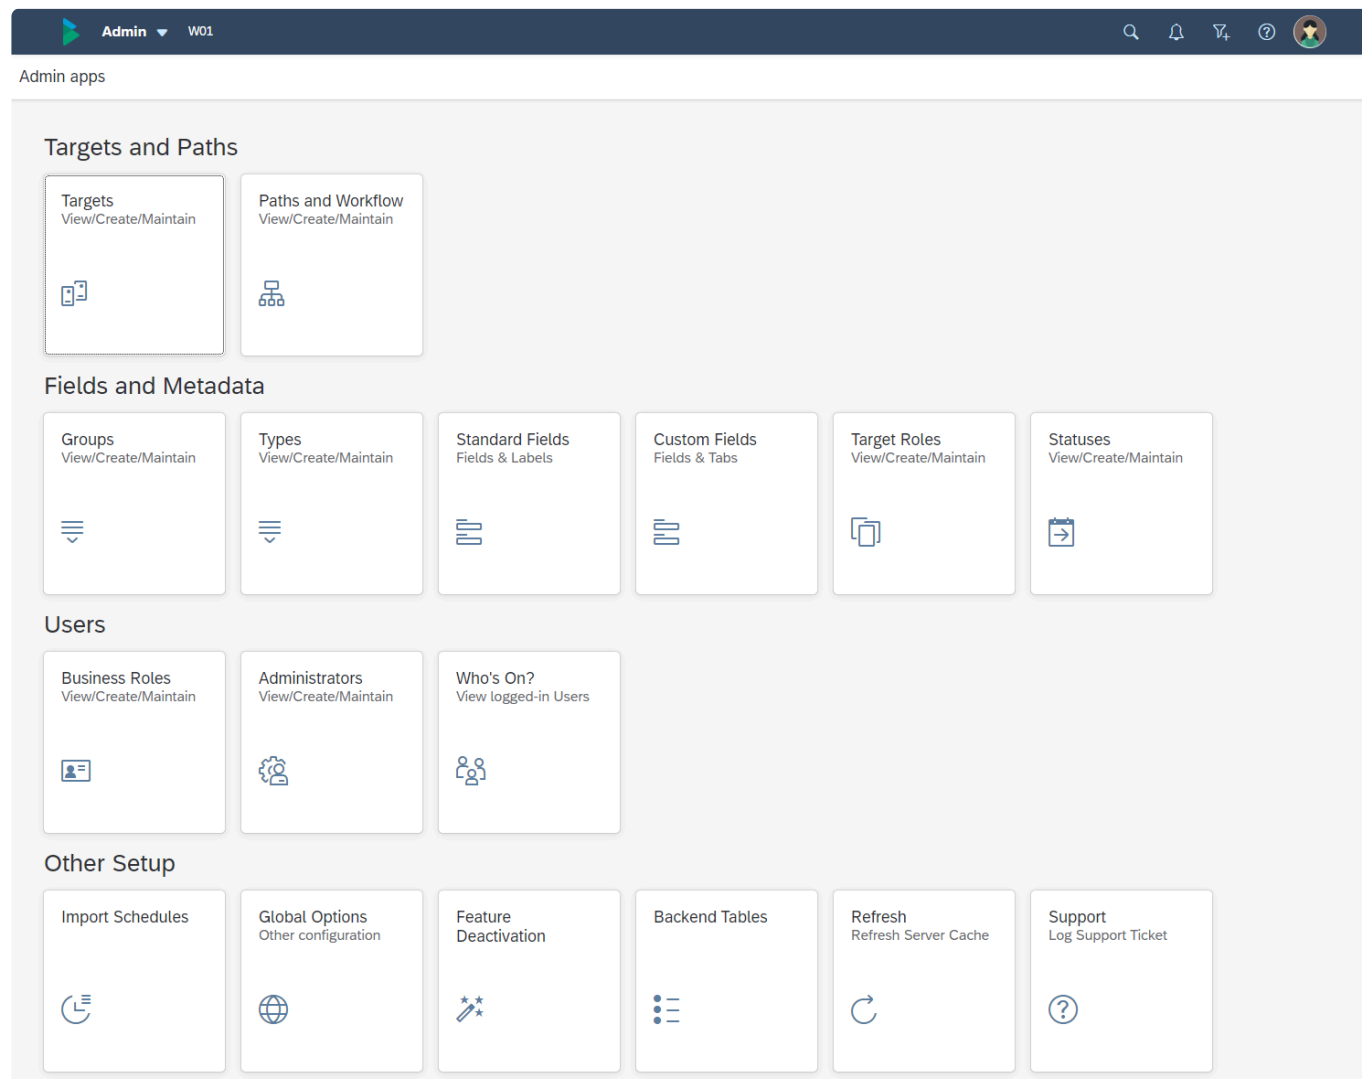 Admin W01
Admin apps
Targets and Paths
Targets
View/Create/Maintain
Paths and Workflow
View/Create/Maintain
Fields and Metadata
Groups
View/Create/Maintain
Types
View/Create/Maintain
Standard Fields
Fields & Labels
Custom Fields
Fields & Tabs
Target Roles
View/Create/Maintain
Statuses
View/Create/Maintain
Users
Business Roles
View/Create/Maintain
Administrators
View/Create/Maintain
Who's On?
View logged-in Users
Other Setup
Import Schedules
Global Options
Other configuration
Feature
Deactivation
Backend Tables
Refresh
Refresh Server Cache
Support
Log Support Ticket